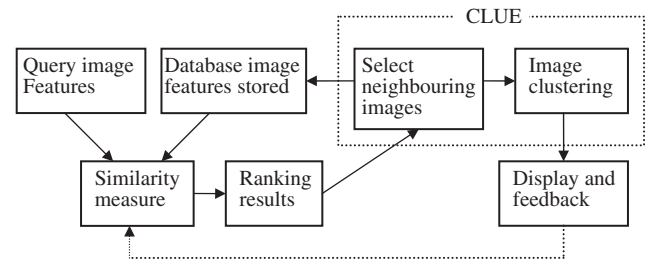 CLUE
Query image
Features
Database image
features stored
Select
neighbouring
images
Image
clustering
Similarity
measure
Ranking
results
Display and
feedback